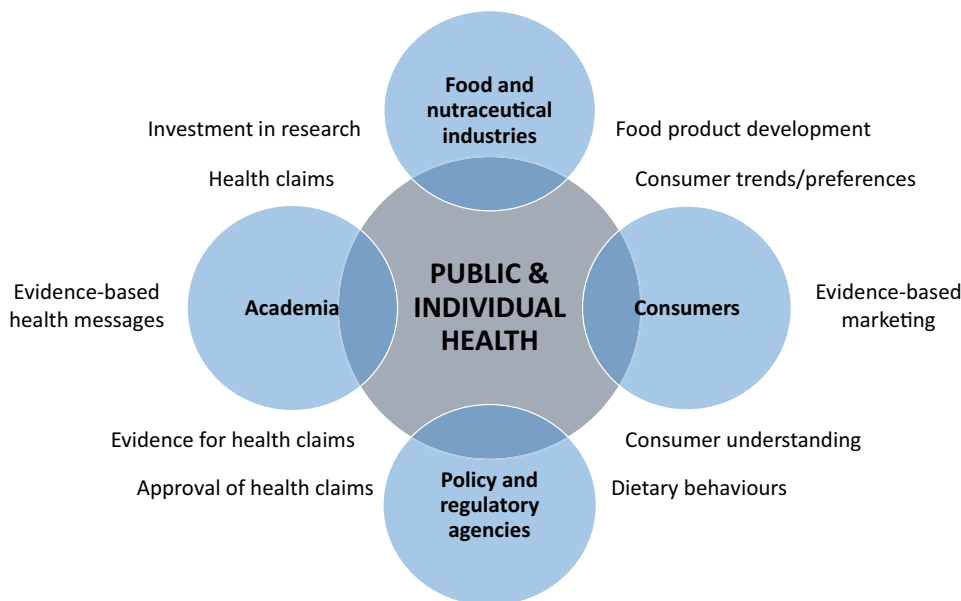 Food and
nutraceutical
industries
Investment in research
Food product development
Health claims
Consumer trends/preferences
PUBLIC &
INDIVIDUAL
HEALTH
Evidence-based
health messages
Academia
Consumers
Evidence-based
marketing
Evidence for health claims
Consumer understanding
Approval of health claims
Policy and
regulatory
agencies
Dietary behaviours